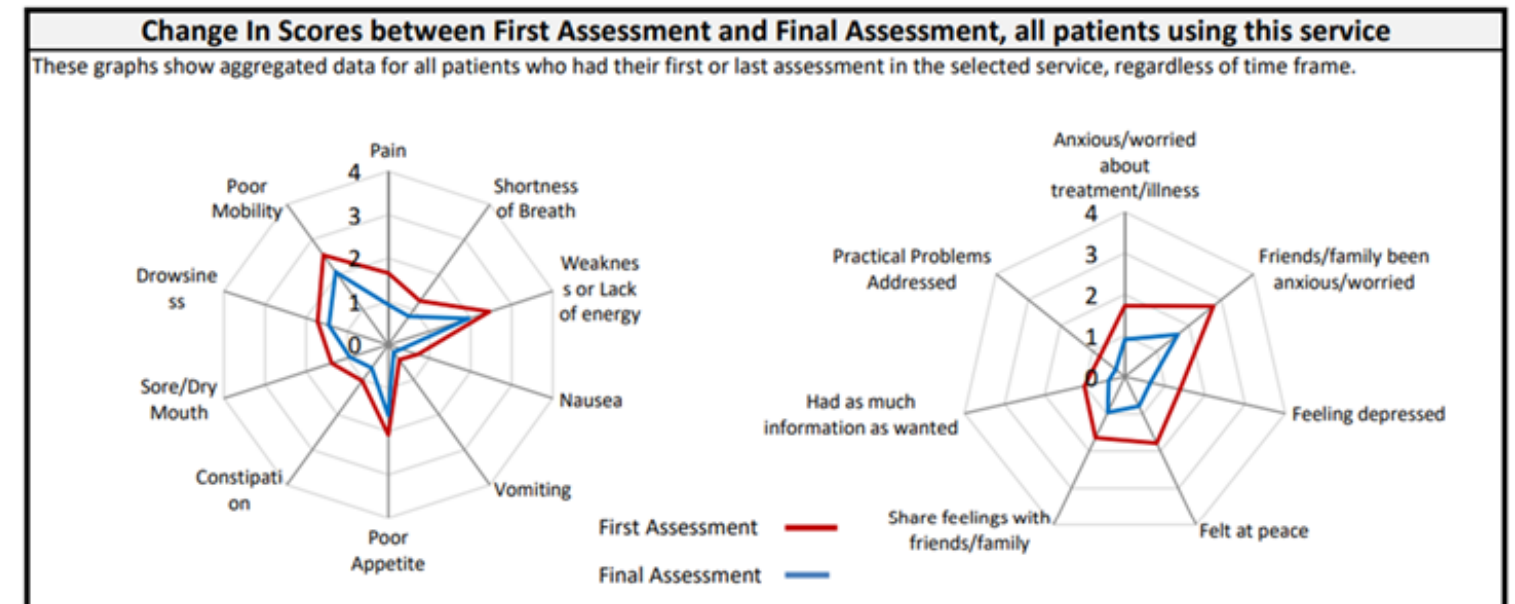 Change In Scores between First Assessment and Final Assessment, all patients using this service
These graphs show aggregated data for all patients who had their first or last assessment in the selected service, regardless of time frame.
Pain
4
3
2
1
0
Shortness
of Breath
Weaknes
s or Lack
of energy
Nausea
Vomiting
Poor
Appetite
Constipati
on
Sore/Dry
Mouth
Drowsine
ss
Poor
Mobility
First Assessment
Final Assessment
Anxious/worried
about
treatment/illness
4
3
2
1
0
Friends/family been
anxious/worried
Feeling depressed
Felt at peace
Share feelings with
friends/family
Had as much
information as wanted
Practical Problems
Addressed